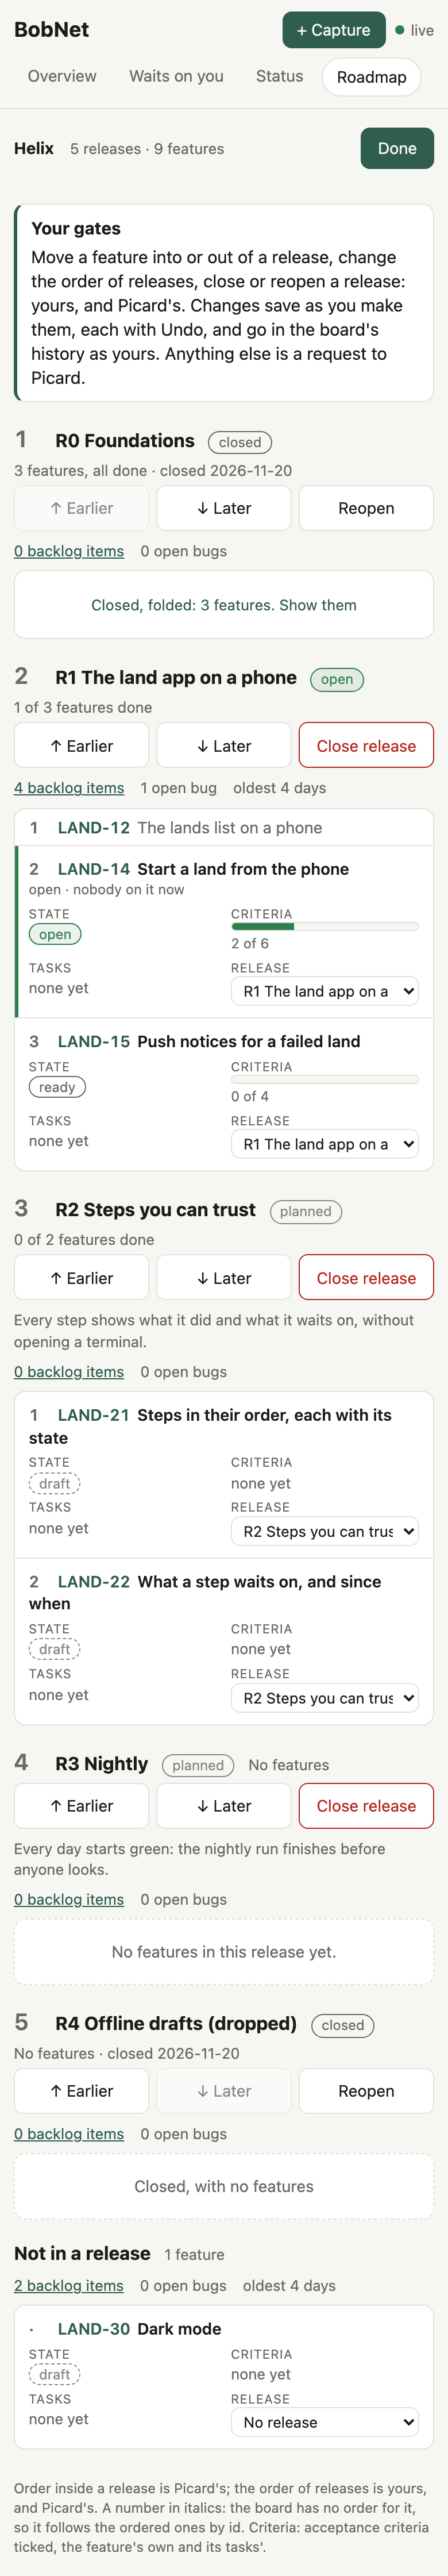 BobNet
+ Capture
live
Overview
Waits on you
Status
Roadmap
Helix
5 releases · 9 features
Done
Your gates
Move a feature into or out of a release, change
the order of releases, close or reopen a release:
yours, and Picard's. Changes save as you make
them, each with Undo, and go in the board's
history as yours. Anything else is a request to
Picard.
1 R0 Foundations closed
3 features, all done · closed 2026-11-20
↑ Earlier
↓ Later
Reopen
0 backlog items 0 open bugs
Closed, folded: 3 features. Show them
2 R1 The land app on a phone open
1 of 3 features done
↑ Earlier
↓ Later
Close release
4 backlog items 1 open bug oldest 4 days
1 LAND-12 The lands list on a phone
2 LAND-14 Start a land from the phone
open · nobody on it now
STATE
open
CRITERIA
2 of 6
TASKS
none yet
RELEASE
R1 The land app on a
3 LAND-15 Push notices for a failed land
STATE
ready
CRITERIA
0 of 4
TASKS
none yet
RELEASE
R1 The land app on a
3 R2 Steps you can trust planned
0 of 2 features done
↑ Earlier
↓ Later
Close release
Every step shows what it did and what it waits on, without
opening a terminal.
0 backlog items 0 open bugs
1 LAND-21 Steps in their order, each with its
state
STATE
draft
CRITERIA
none yet
TASKS
none yet
RELEASE
R2 Steps you can trus
2 LAND-22 What a step waits on, and since
when
STATE
draft
CRITERIA
none yet
TASKS
none yet
RELEASE
R2 Steps you can trus
4 R3 Nightly planned No features
↑ Earlier
↓ Later
Close release
Every day starts green: the nightly run finishes before
anyone looks.
0 backlog items 0 open bugs
No features in this release yet.
5 R4 Offline drafts (dropped) closed
No features · closed 2026-11-20
↑ Earlier
↓ Later
Reopen
0 backlog items 0 open bugs
Closed, with no features
Not in a release 1 feature
2 backlog items 0 open bugs oldest 4 days
· LAND-30 Dark mode
STATE
draft
CRITERIA
none yet
TASKS
none yet
RELEASE
No release
Order inside a release is Picard's; the order of releases is yours,
and Picard's. A number in italics: the board has no order for it,
so it follows the ordered ones by id. Criteria: acceptance criteria
ticked, the feature's own and its tasks'.